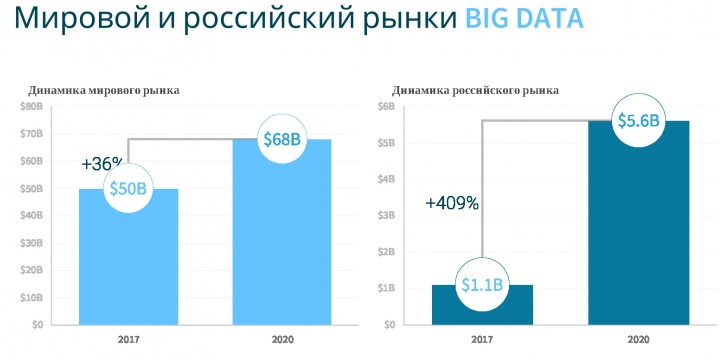 Мировой и российский рынки BIG DATA
Динамика мирового рынка
$80B
$70B
$60B
$50B
$40B
$30B
$20B
$10B
$0
+36%
$50B
$68B
2017
2020
Динамика российского рынка
$6B
$5B
$4B
$3B
$2B
$1B
$0
+409%
$1.1B
$5.6B
2017
2020